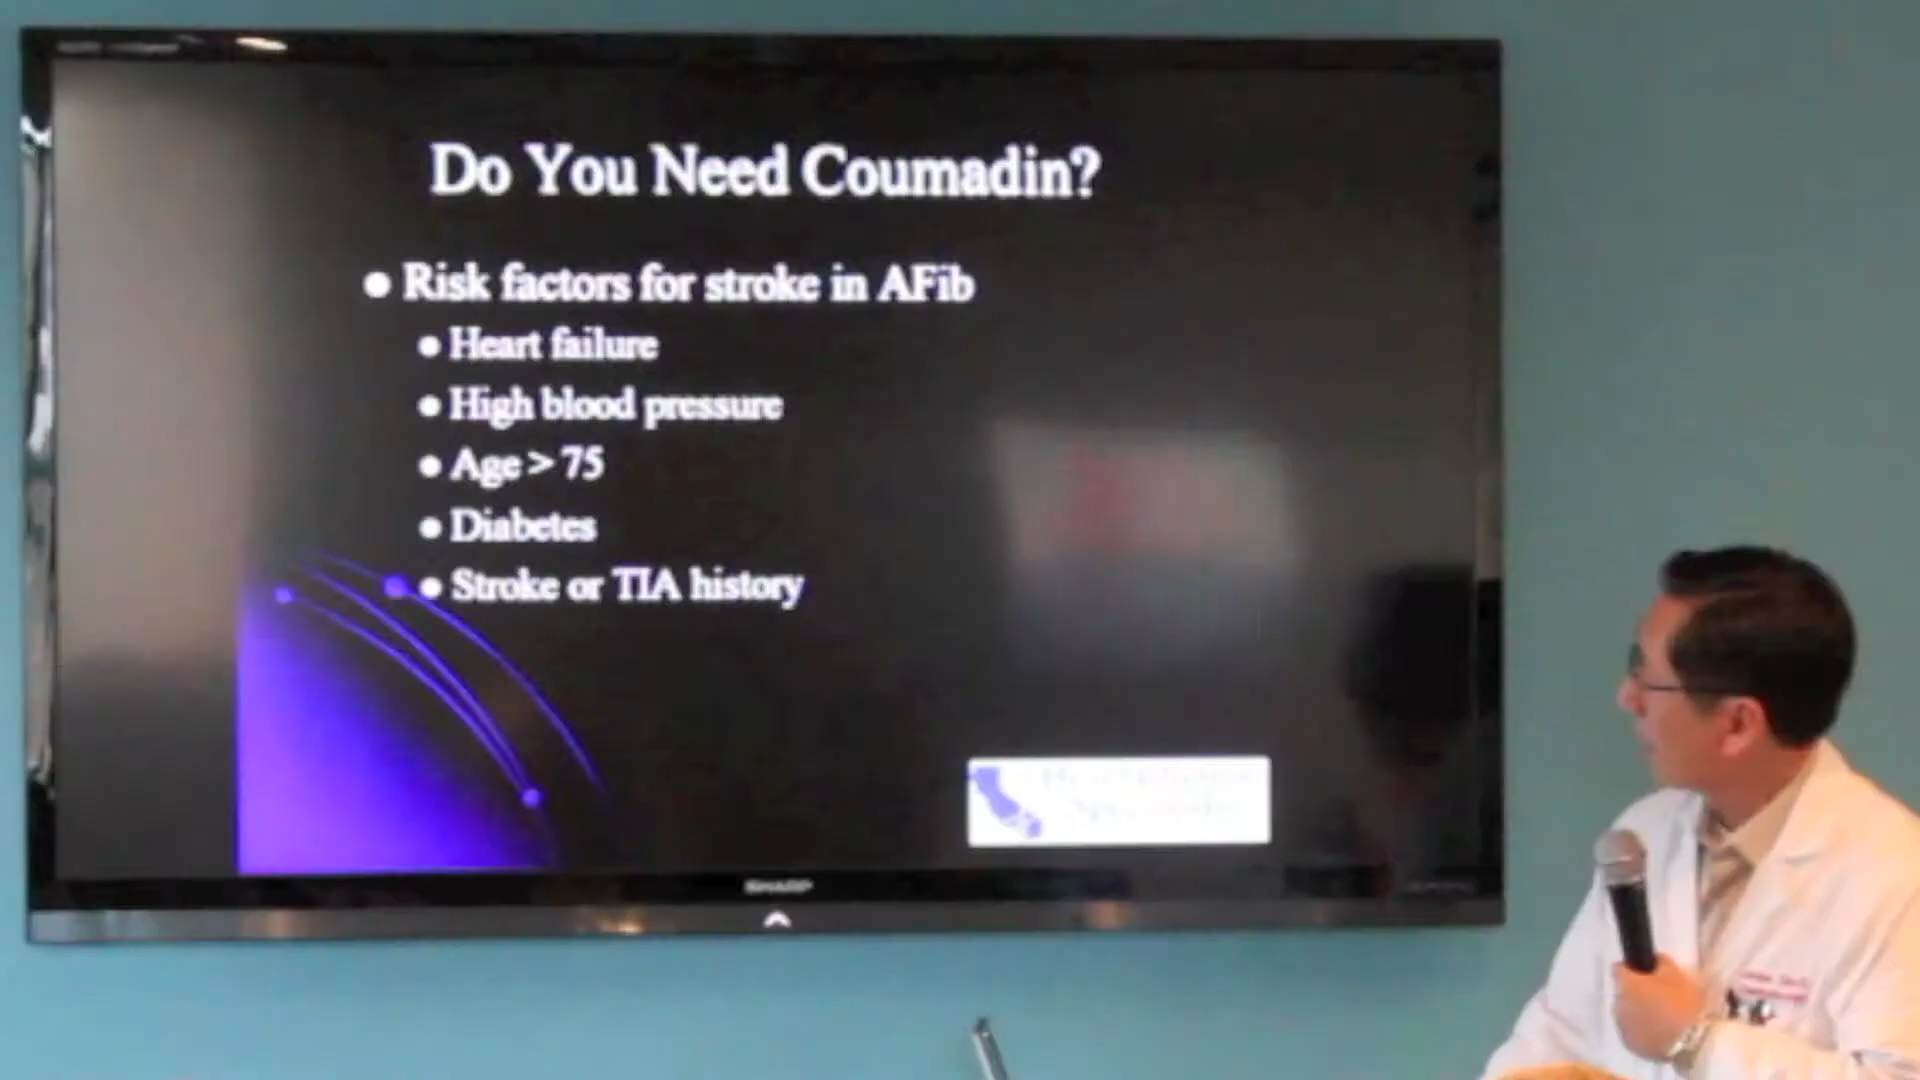 Do You Need Coumadin?
● Risk factors for stroke in AFib
● Heart failure
● High blood pressure
● Age > 75
● Diabetes
● Stroke or TIA history
SHARP